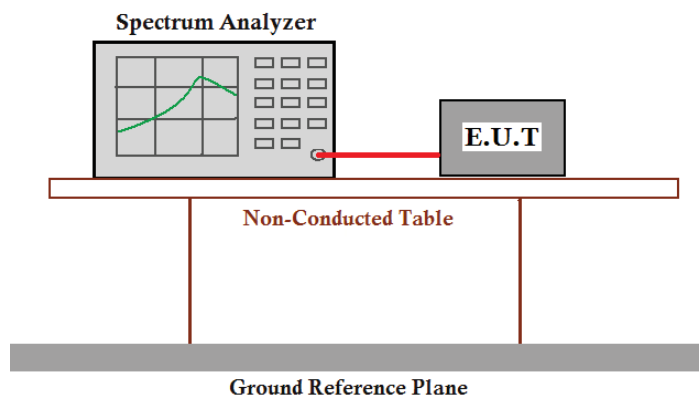 Spectrum Analyzer
E.U.T
Non-Conducted Table
Ground Reference Plane